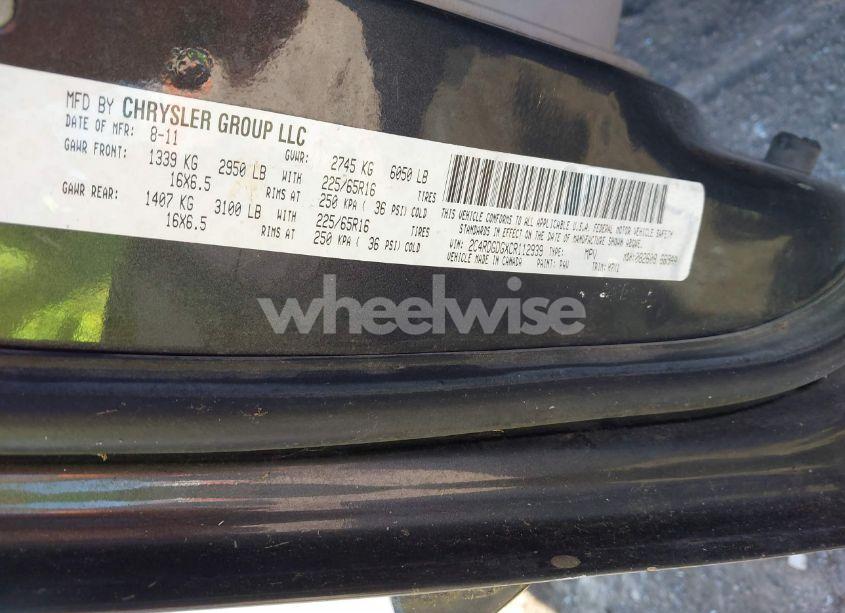 MFD BY CHRYSLER GROUP LLC
DATE OF MFR: 8-11 GVWR: 2745 KG 6050 LB
GAWR FRONT: 1339 KG 2950 LB WITH 225/65R16 TIRES
16X6.5 RIMS AT 250 KPA ( 36 PSI) COLD
GAWR REAR: 1407 KG 3100 LB WITH 225/65R16 TIRES
16X6.5 RIMS AT 250 KPA ( 36 PSI) COLD
THIS VEHICLE CONFORMS TO ALL APPLICABLE U.S.A. FEDERAL MOTOR VEHICLE SAFETY
STANDARDS IN EFFECT ON THE DATE OF MANUFACTURE SHOWN ABOVE.
VIN: 2C4RDGDGXCR112939 TYPE: MPV
VEHICLE MADE IN CANADA PAINT: TRIM:
wheelwise